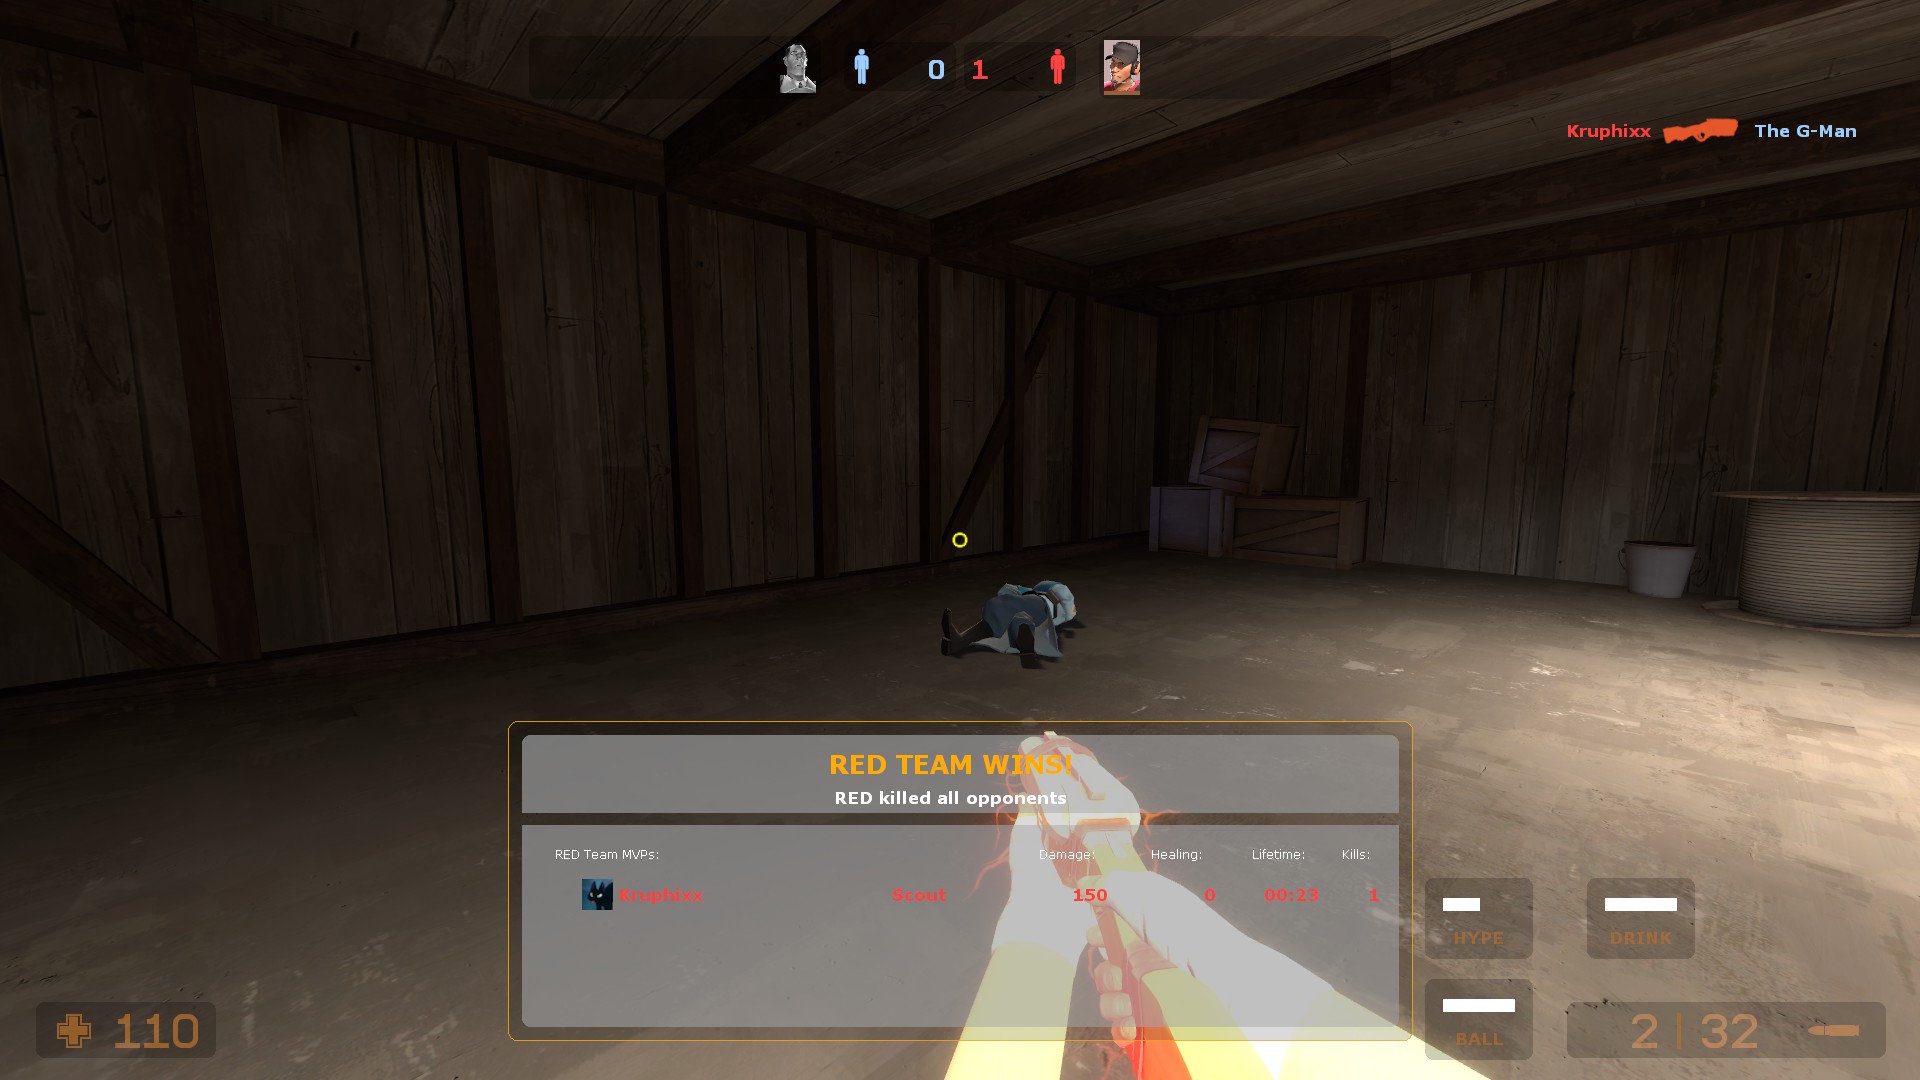 0 1
Kruphixx The G-Man
RED TEAM WINS!
RED killed all opponents
RED Team MVPs: Damage: Healing: Lifetime: Kills:
Kruphixx Scout 150 0 00:23 1
HYPE DRINK
BALL
110
2 | 32